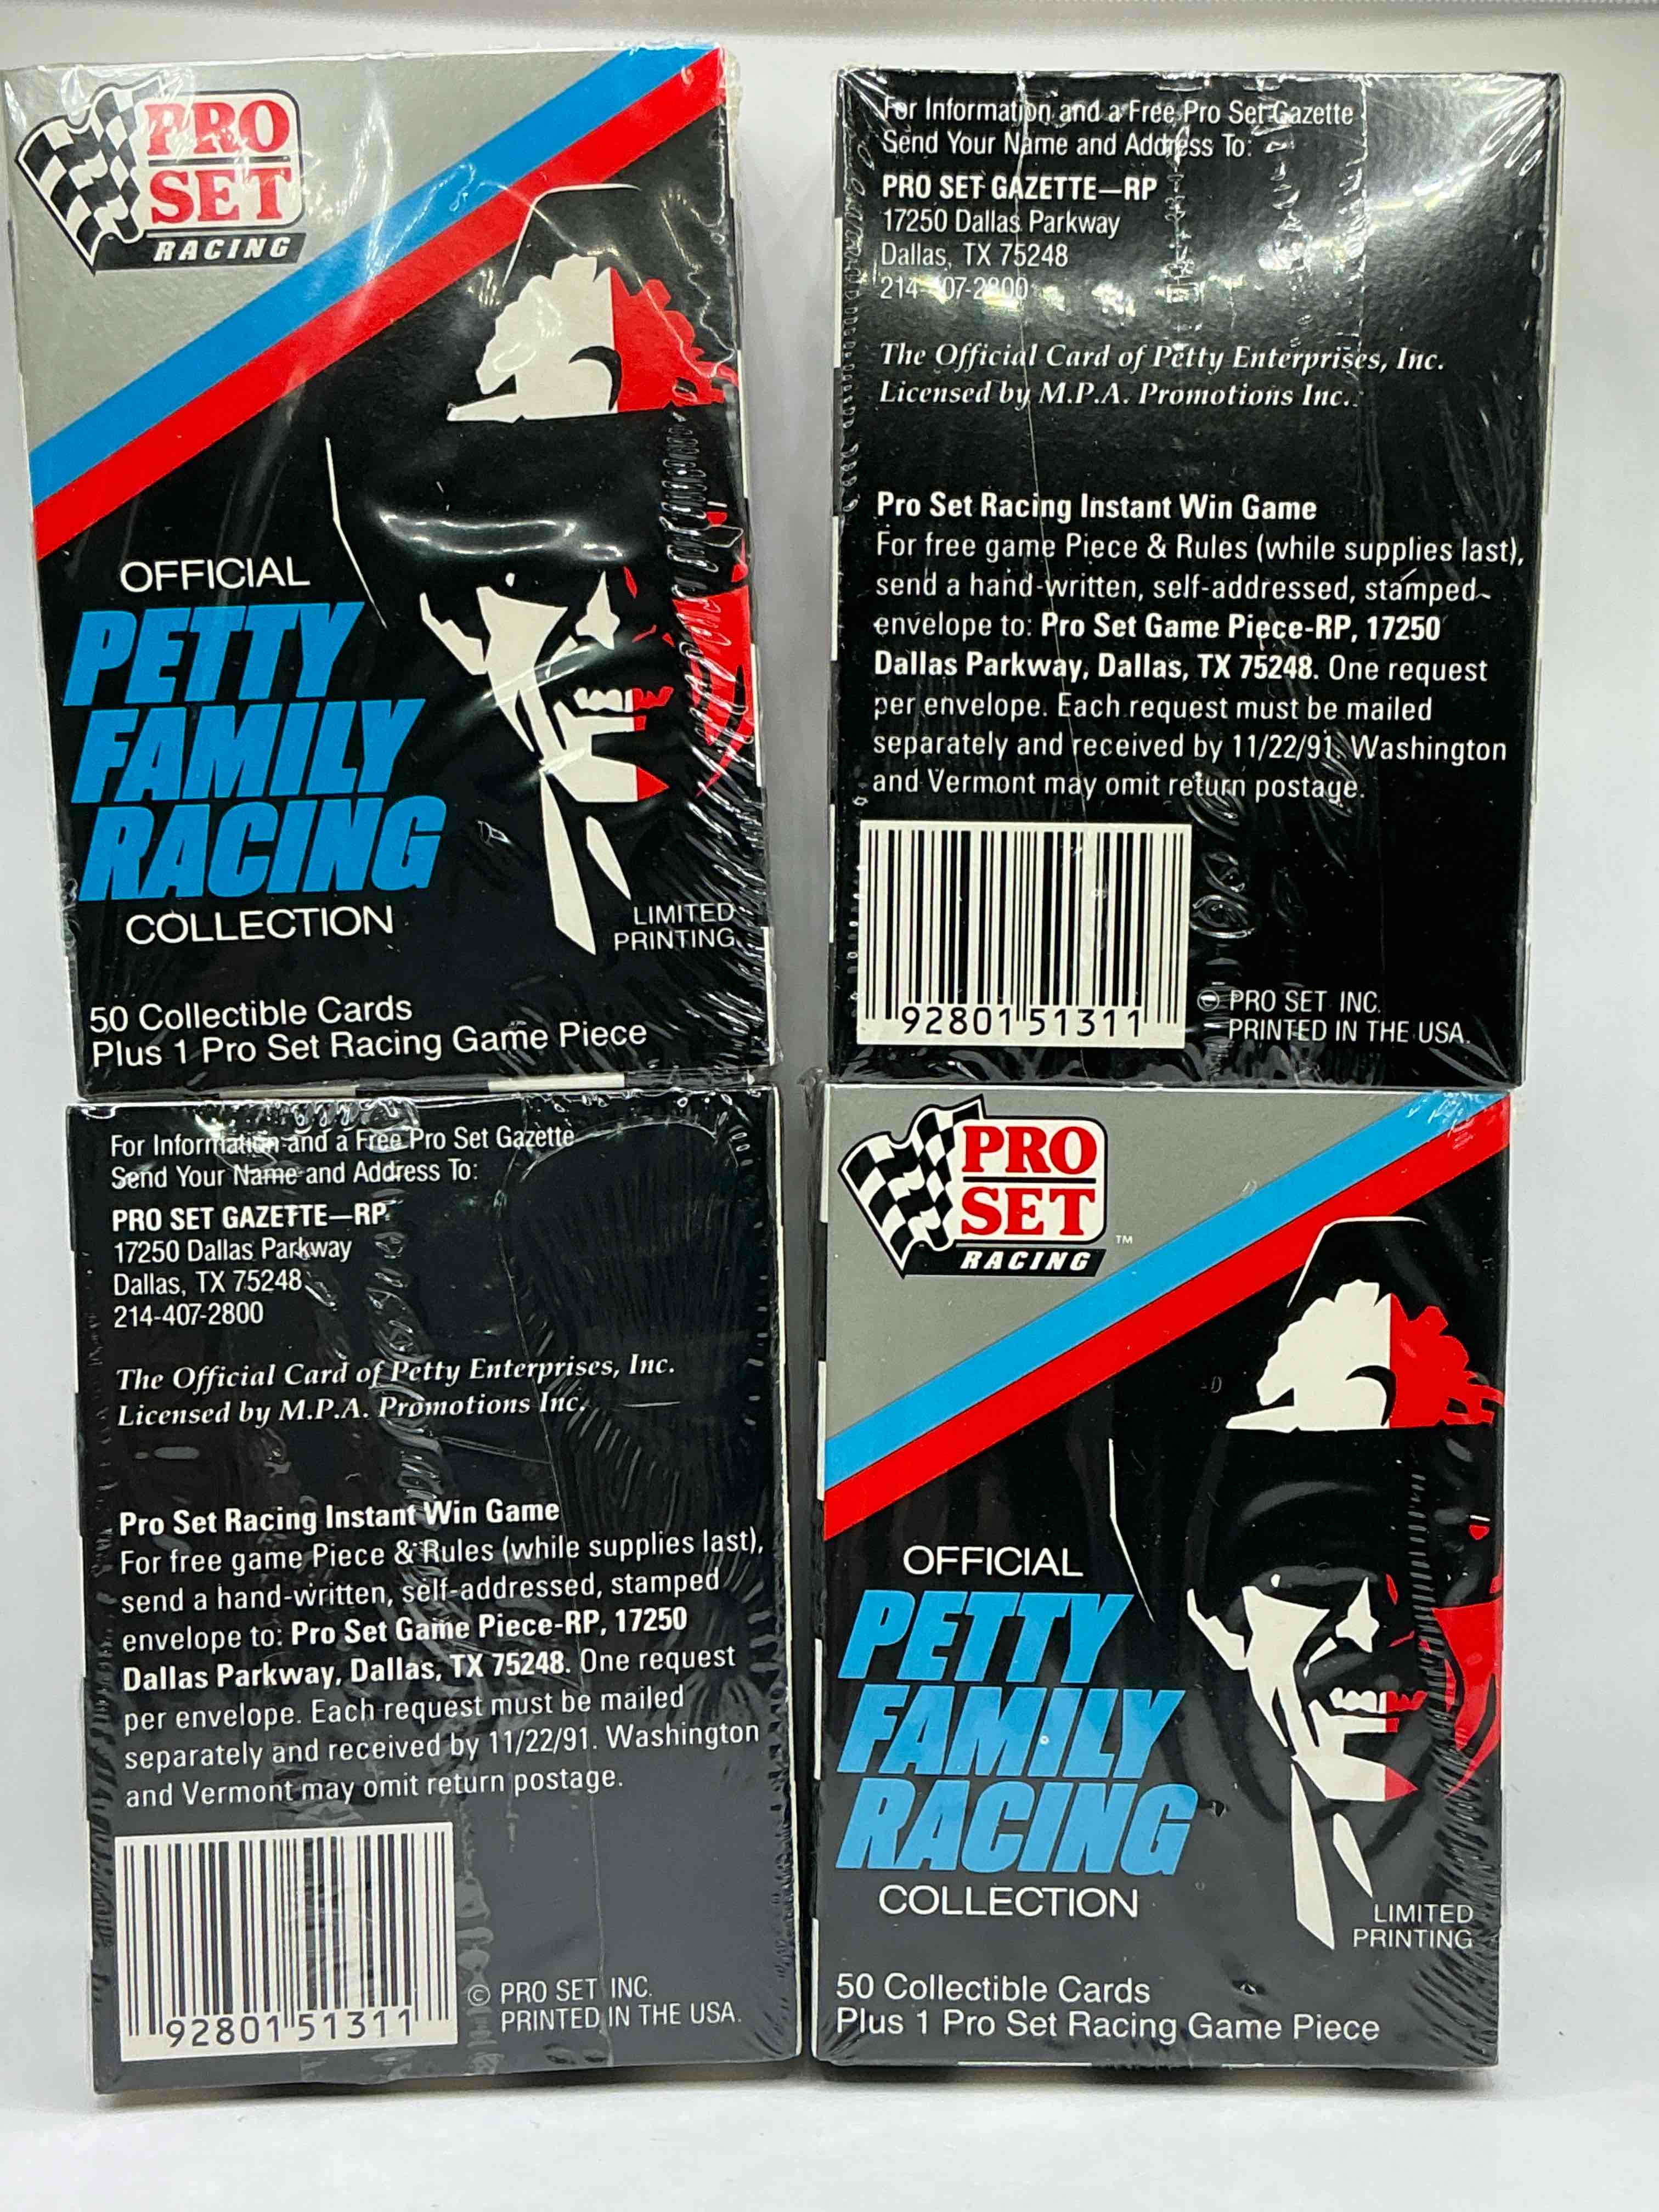 PRO
SET
RACING
OFFICIAL
PETTY
FAMILY
RACING
COLLECTION
LIMITED
PRINTING
50 Collectible Cards
Plus 1 Pro Set Racing Game Piece
For Information and a Free Pro Set Gazette
Send Your Name and Address To:
PRO SET GAZETTE—RP
17250 Dallas Parkway
Dallas, TX 75248
214-407-2800
The Official Card of Petty Enterprises, Inc.
Licensed by M.P.A. Promotions Inc.
Pro Set Racing Instant Win Game
For free game Piece & Rules (while supplies last),
send a hand-written, self-addressed, stamped
envelope to: Pro Set Game Piece-RP, 17250
Dallas Parkway, Dallas, TX 75248. One request
per envelope. Each request must be mailed
separately and received by 11/22/91. Washington
and Vermont may omit return postage.
92801 51311
© PRO SET INC.
PRINTED IN THE USA.
For Information and a Free Pro Set Gazette
Send Your Name and Address To:
PRO SET GAZETTE—RP
17250 Dallas Parkway
Dallas, TX 75248
214-407-2800
The Official Card of Petty Enterprises, Inc.
Licensed by M.P.A. Promotions Inc.
Pro Set Racing Instant Win Game
For free game Piece & Rules (while supplies last),
send a hand-written, self-addressed, stamped
envelope to: Pro Set Game Piece-RP, 17250
Dallas Parkway, Dallas, TX 75248. One request
per envelope. Each request must be mailed
separately and received by 11/22/91. Washington
and Vermont may omit return postage.
92801 51311
© PRO SET INC.
PRINTED IN THE USA.
PRO
SET
RACING
TM
OFFICIAL
PETTY
FAMILY
RACING
COLLECTION
LIMITED
PRINTING
50 Collectible Cards
Plus 1 Pro Set Racing Game Piece